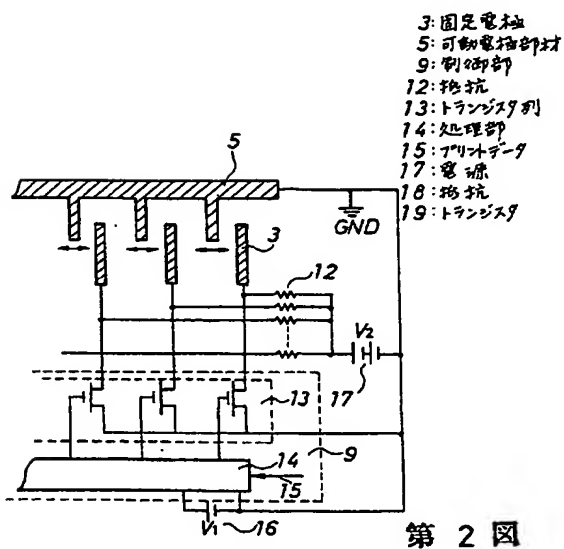 3:固定電極
5:可動電極部材
9:制御部
12:抵抗
13:トランジスタ列
14:処理部
15:プリントデータ
17:電源
18:抵抗
19:トランジスタ
5
GND
3
12
V2
17
13
9
14
15
V1 16
第2図